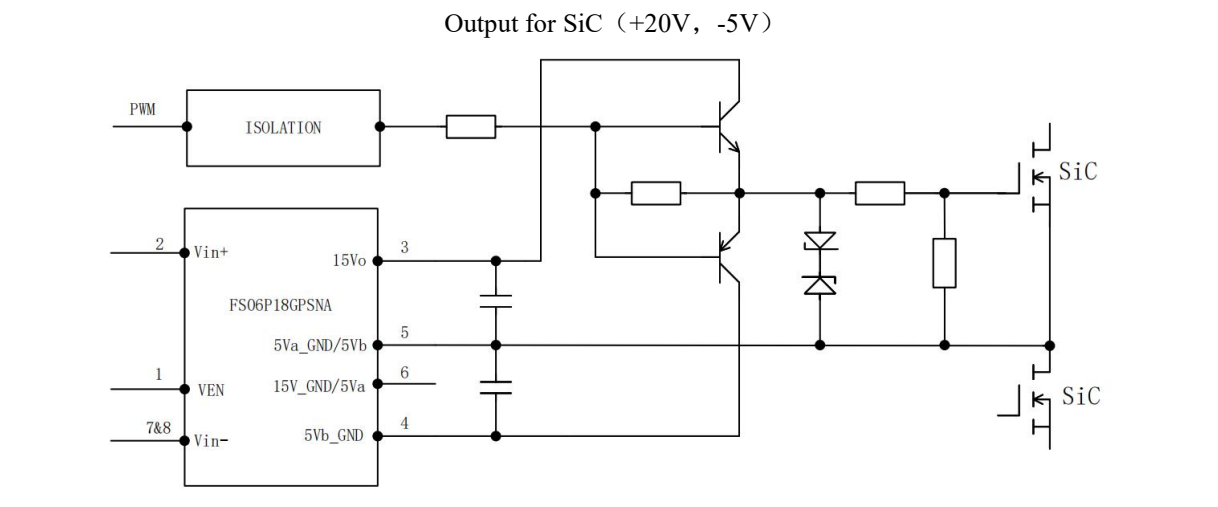 Output for SiC（+20V，-5V）
PWM
ISOLATION
SiC
2
Vin+
3
15Vo
FS06P18GPSNA
5
5Va_GND/5Vb
6
1
VEN
15V_GND/5Va
SiC
7&8
Vin-
4
5Vb_GND